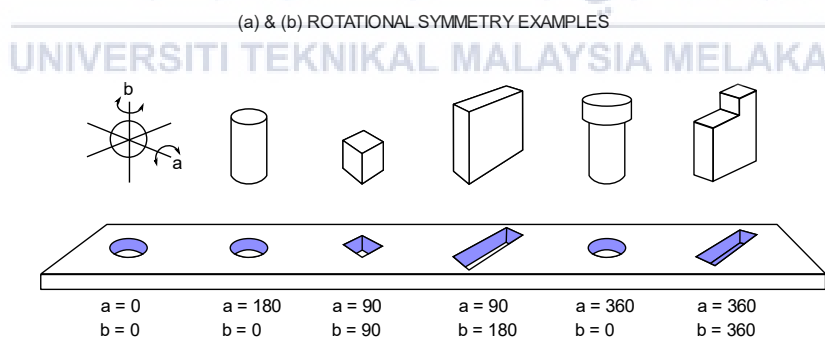 (a) & (b) ROTATIONAL SYMMETRY EXAMPLES
UNIVERSITI TEKNIKAL MALAYSIA MELAKA
b
a
a = 0 a = 180 a = 90 a = 90 a = 360 a = 360
b = 0 b = 0 b = 90 b = 180 b = 0 b = 360